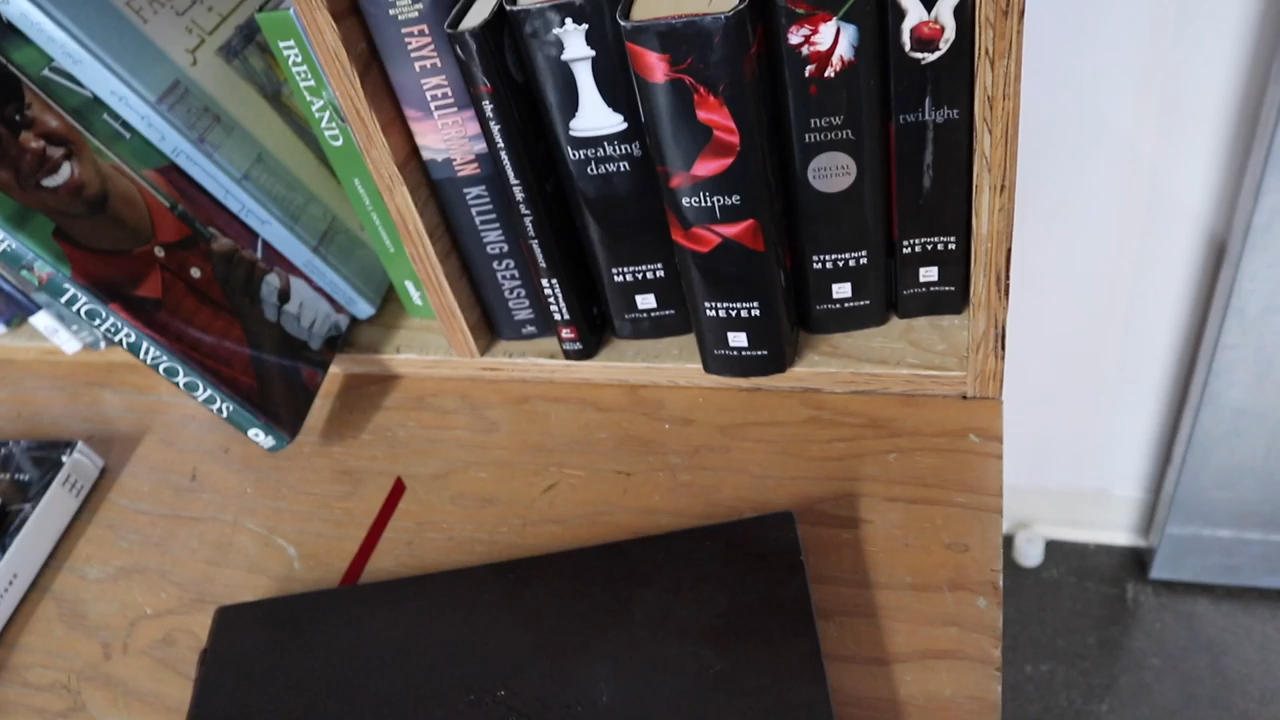 IRELAND
TIGER WOODS
BESTSELLING
AUTHOR
FAYE KELLERMAN KILLING SEASON
the short second life of bree tanner
STEPHENIE
MEYER
breaking
dawn
STEPHENIE
MEYER
LITTLE, BROWN
eclipse
STEPHENIE
MEYER
LITTLE, BROWN
new
moon
SPECIAL
EDITION
STEPHENIE
MEYER
LITTLE, BROWN
twilight
STEPHENIE
MEYER
LITTLE, BROWN